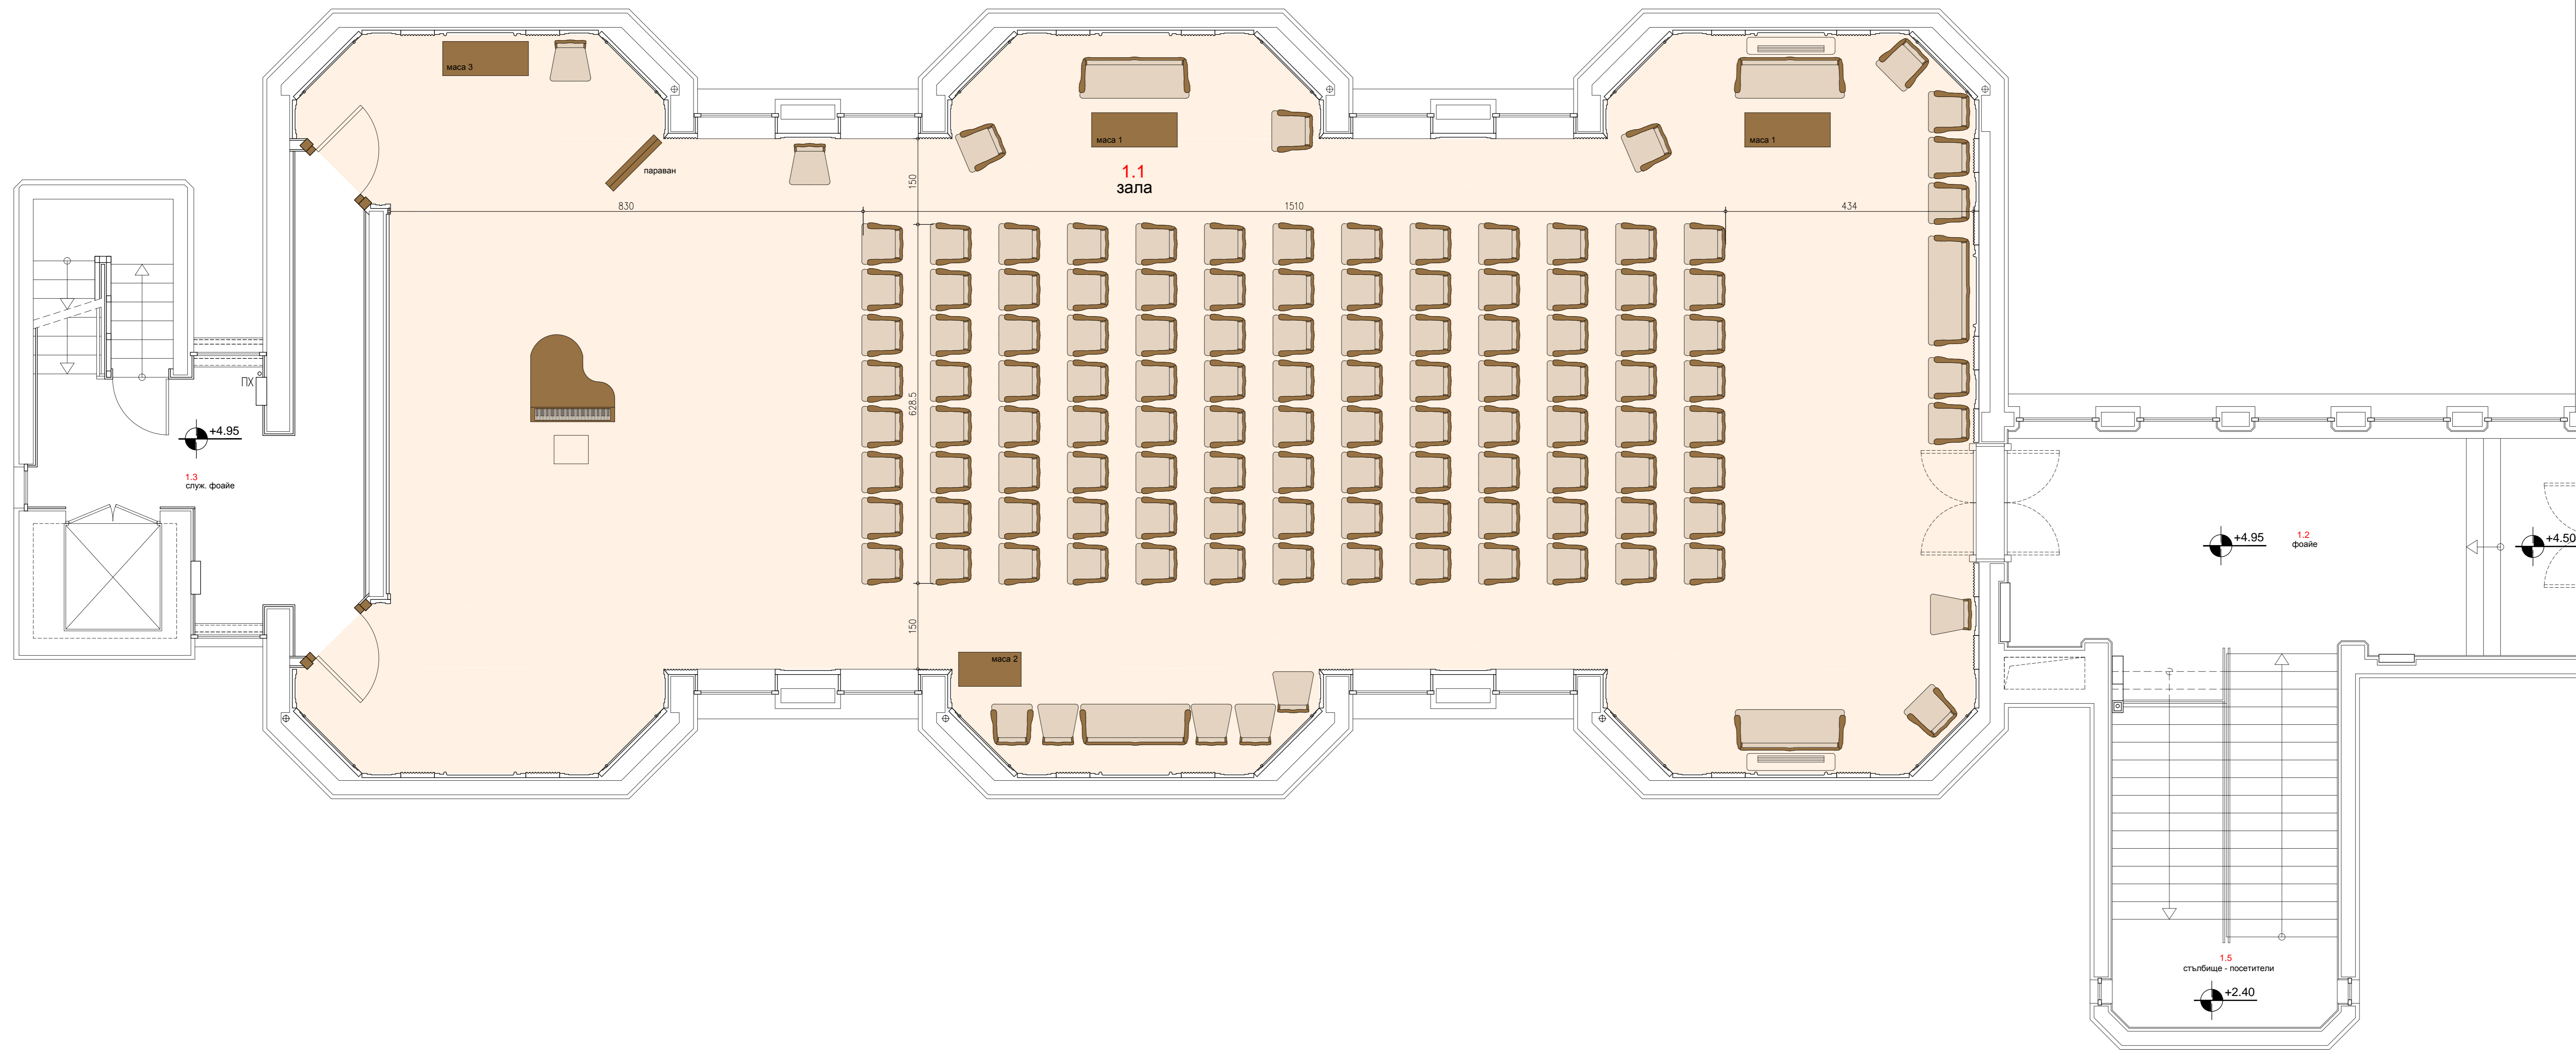 маса 3
параван
маса 1
1.1
зала
маса 1
150
830
1510
434
ПХ
+4.95
1.3
служ. фоайе
628.5
+4.95
1.2
фоайе
+4.50
150
маса 2
1.5
стълбище - посетители
+2.40